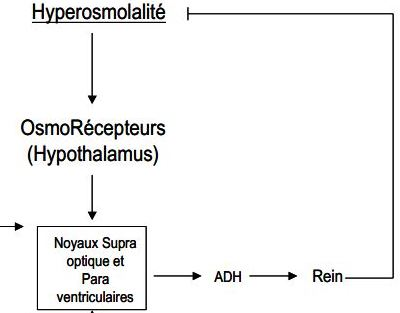 Hyperosmolalité
OsmoRécepteurs
(Hypothalamus)
Noyaux Supra
optique et
Para
ventriculaires
ADH
Rein